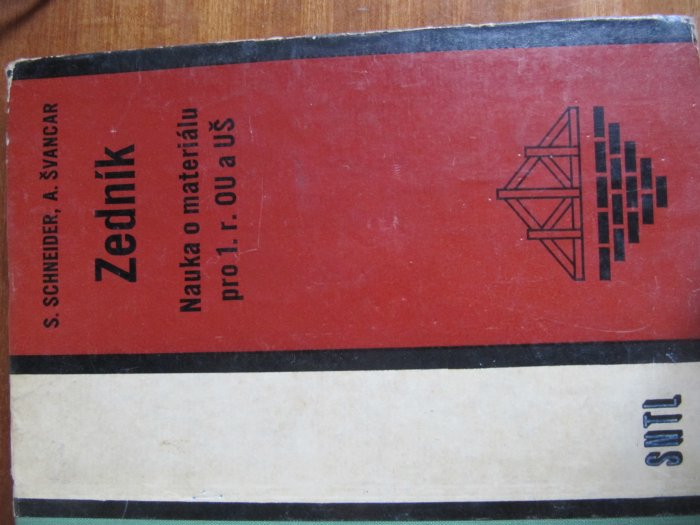 S. SCHNEIDER, A. ŠVANCAR
Zedník
Nauka o materiálu
pro 1. r. OU a UŠ
SNTL